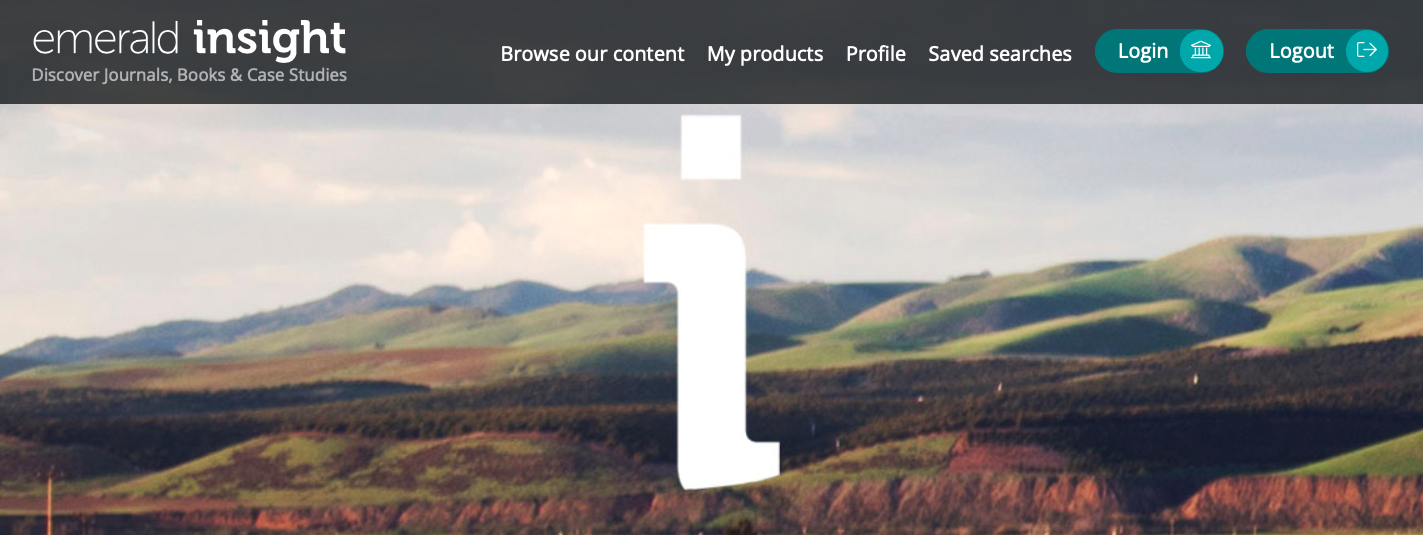 emerald insight
Discover Journals, Books & Case Studies
Browse our content My products Profile Saved searches Login Logout
i